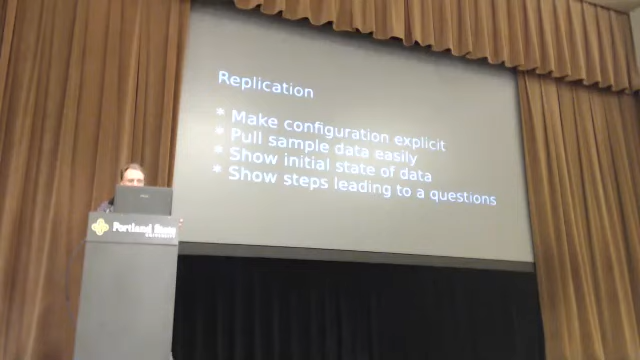 Replication
* Make configuration explicit
* Pull sample data easily
* Show initial state of data
* Show steps leading to a questions
Portland State
UNIVERSITY